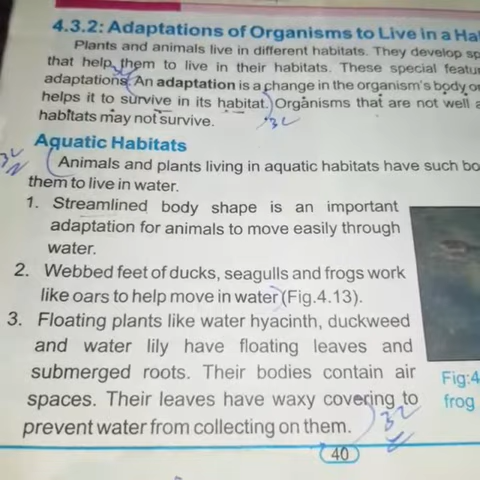 4.3.2: Adaptations of Organisms to Live in a
Plants and animals live in different habitats. They develop
that help them to live in their habitats. These special
adaptations. An adaptation is a change in the organism's body
helps it to survive in its habitat. Organisms that are not well
habitats may not survive.
Aquatic Habitats
Animals and plants living in aquatic habitats have such
them to live in water.
1. Streamlined body shape is an important
adaptation for animals to move easily through
water.
2. Webbed feet of ducks, seagulls and frogs work
like oars to help move in water (Fig.4.13).
3. Floating plants like water hyacinth, duckweed
and water lily have floating leaves and
submerged roots. Their bodies contain air
spaces. Their leaves have waxy covering to
prevent water from collecting on them.
Fig:4
frog
40